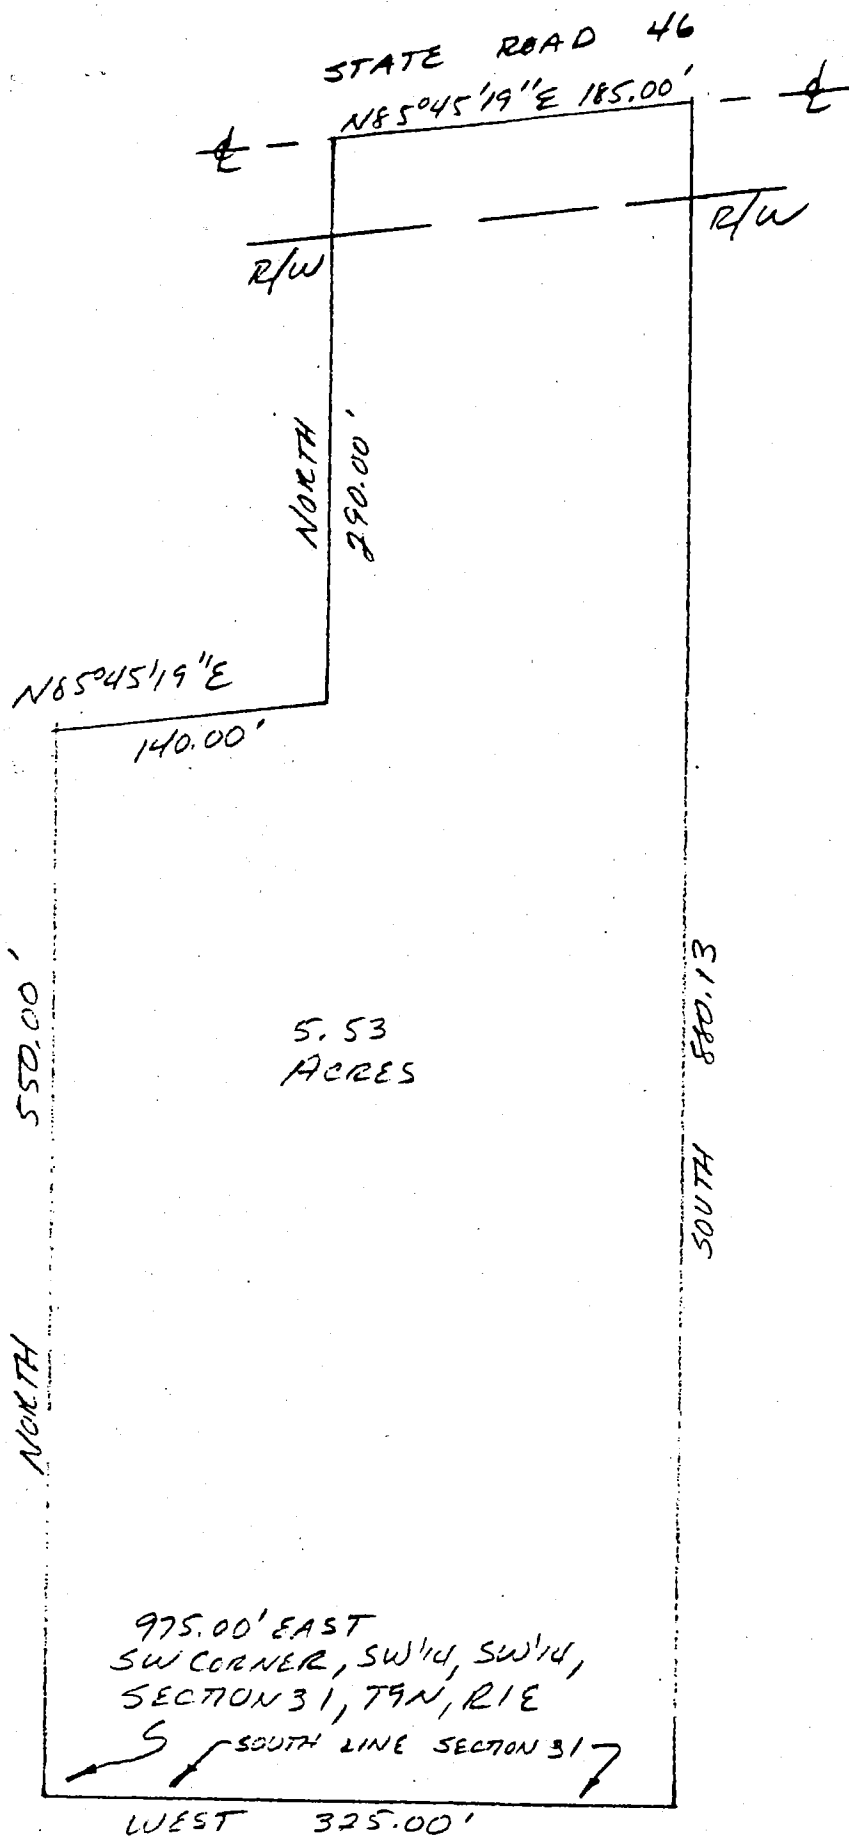 STATE ROAD 46
N85°45'19"E 185.00'
℄
℄
R/W
R/W
NORTH
290.00'
N85°45'19"E
140.00'
NORTH 550.00'
5.53
ACRES
SOUTH 880.13
975.00' EAST
SW CORNER, SW1/4, SW1/4,
SECTION 31, T9N, R1E
SOUTH LINE SECTION 31
WEST 325.00'